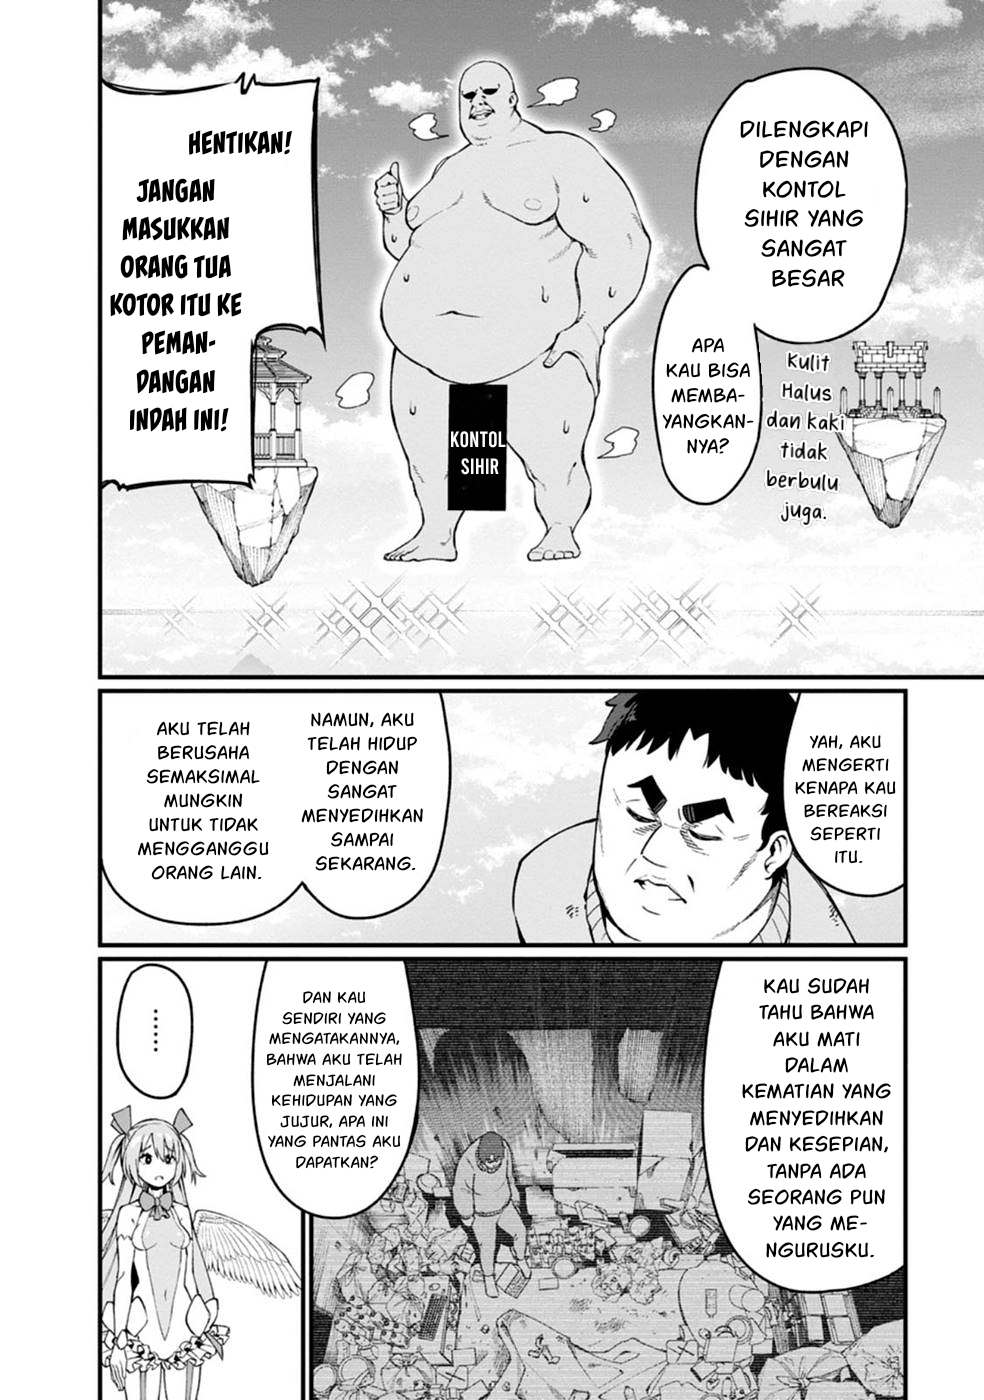 DILENGKAPI
DENGAN
KONTOL
SIHIR YANG
SANGAT
BESAR
APA
KAU BISA
MEMBA-
YANGKAN-
NYA?
Kulit
Halus
dan kaki
tidak
berbulu
juga.
KONTOL
SIHIR
HENTIKAN!
JANGAN
MASUKKAN
ORANG TUA
KOTOR ITU KE
PEMAN-
DANGAN
INDAH INI!
YAH, AKU
MENGERTI
KENAPA KAU
BEREAKSI
SEPERTI
ITU.
NAMUN, AKU
TELAH HIDUP
DENGAN
SANGAT
MENYEDIHKAN
SAMPAI
SEKARANG.
AKU TELAH
BERUSAHA
SEMAKSIMAL
MUNGKIN
UNTUK TIDAK
MENGGANGGU
ORANG LAIN.
KAU SUDAH
TAHU BAHWA
AKU MATI
DALAM
KEMATIAN YANG
MENYEDIHKAN
DAN KESEPIAN,
TANPA ADA
SEORANG PUN
YANG ME-
NGURUSKU.
DAN KAU
SENDIRI YANG
MENGATAKANNYA,
BAHWA AKU TELAH
MENJALANI
KEHIDUPAN YANG
JUJUR, APA INI
YANG PANTAS AKU
DAPATKAN?
......